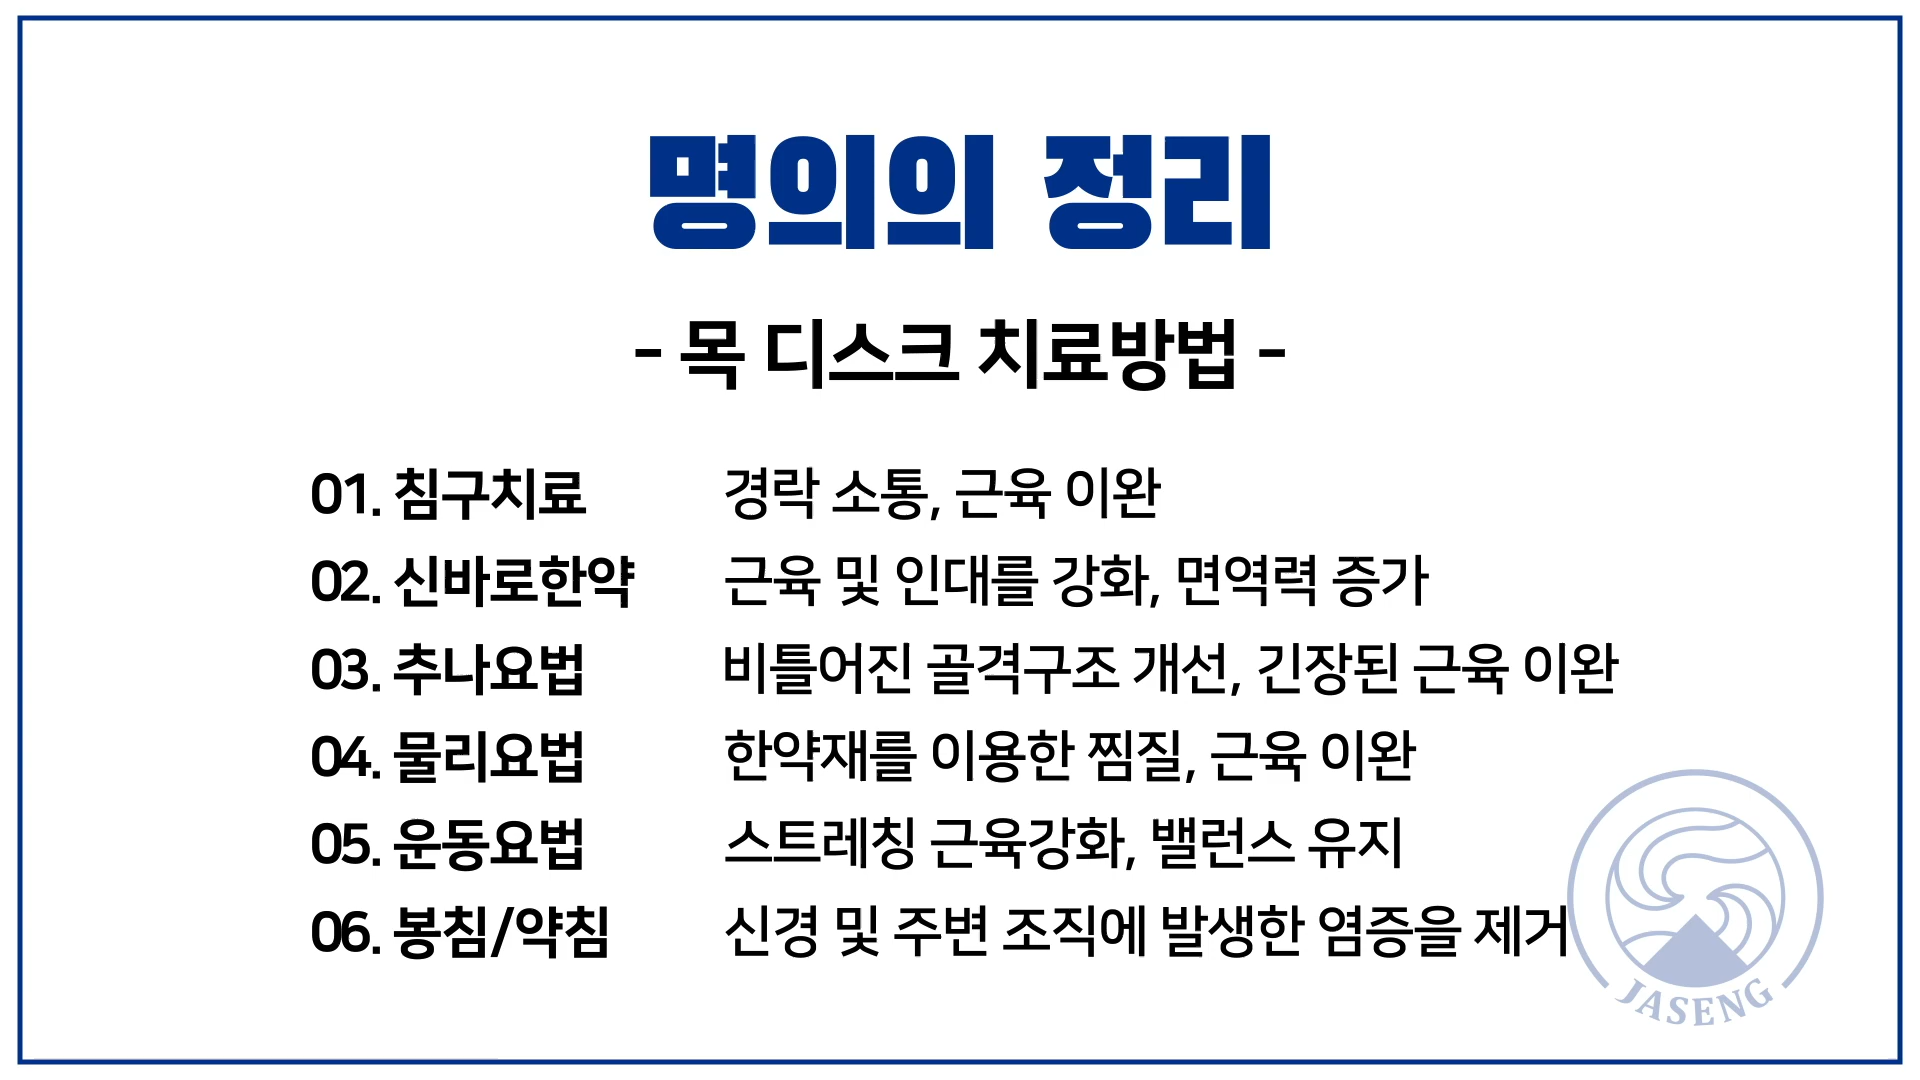 명의의 정리
- 목 디스크 치료방법 -
01. 침구치료 경락 소통, 근육 이완
02. 신바로한약 근육 및 인대를 강화, 면역력 증가
03. 추나요법 비틀어진 골격구조 개선, 긴장된 근육 이완
04. 물리요법 한약재를 이용한 찜질, 근육 이완
05. 운동요법 스트레칭 근육강화, 밸런스 유지
06. 봉침/약침 신경 및 주변 조직에 발생한 염증을 제거
JASENG